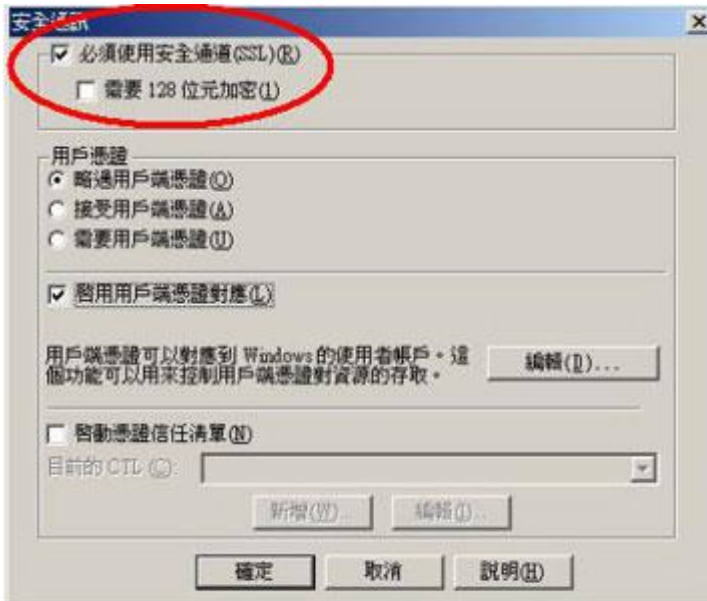 安全通訊
必須使用安全通道(SSL)(R)
需要 128 位元加密(1)
用戶憑證
略過用戶端憑證(O)
接受用戶端憑證(A)
需要用戶端憑證(U)
啟用用戶端憑證對應(L)
用戶端憑證可以對應到 Windows 的使用者帳戶。這
個功能可以用來控制用戶端憑證對資源的存取。
編輯(D)...
啟動憑證信任清單(N)
目前的 CTL (C):
新增(W)...
編輯(I)...
確定
取消
說明(H)